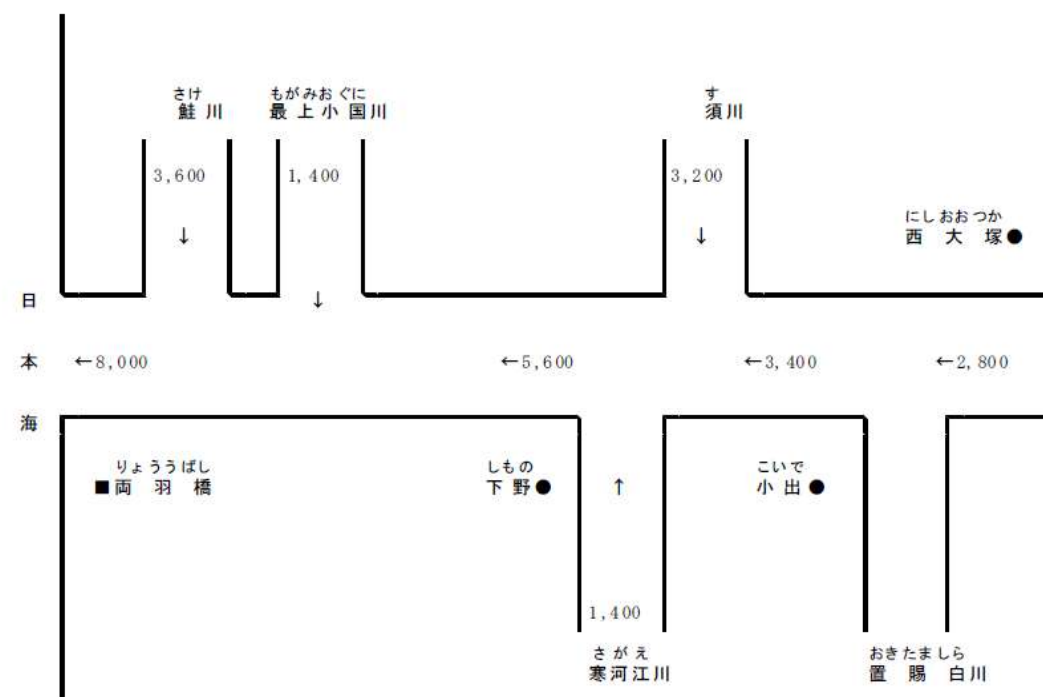 さけ
鮭川
もがみおぐに
最上小国川
す
須川
3,600
1,400
3,200
↓
↓
にしおおつか
西大塚●
↓
日本海
←8,000
←5,600
←3,400
←2,800
りょううばし
■両羽橋
しもの
下野●
↑
こいで
小出●
1,400
さがえ
寒河江川
おきたましら
置賜白川